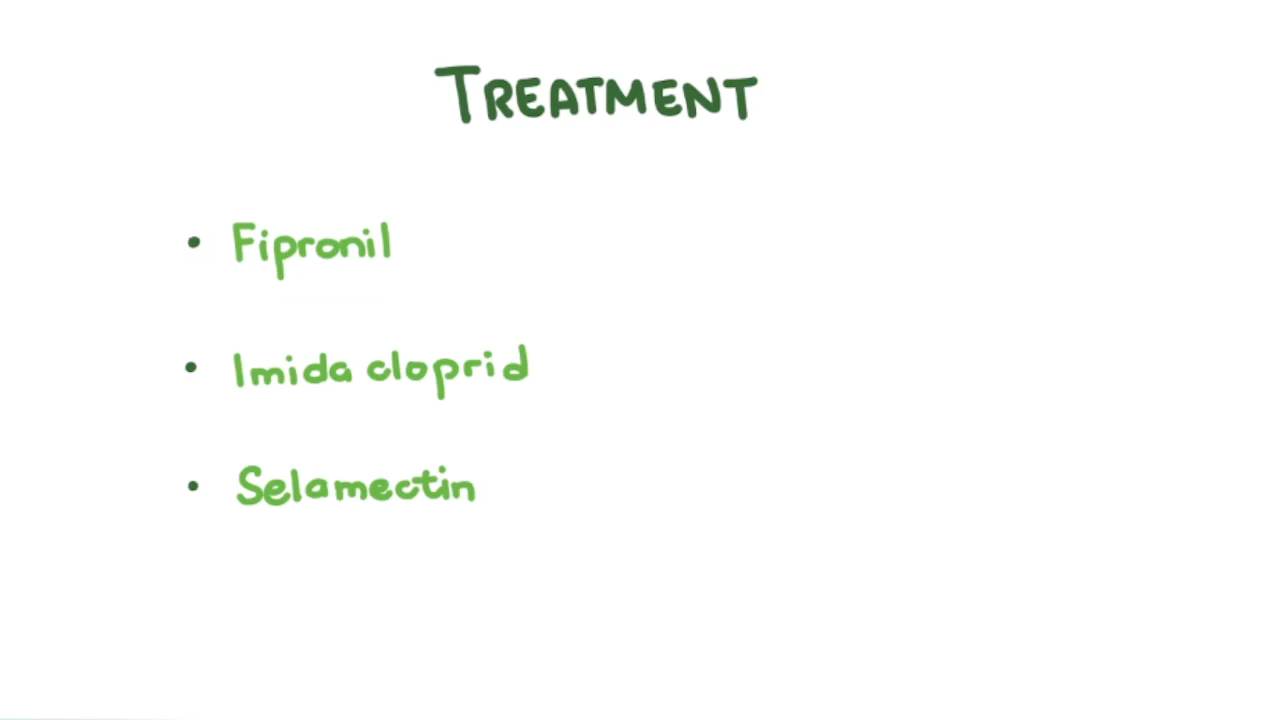 TREATMENT
• Fipronil
• Imida cloprid
• Selamectin